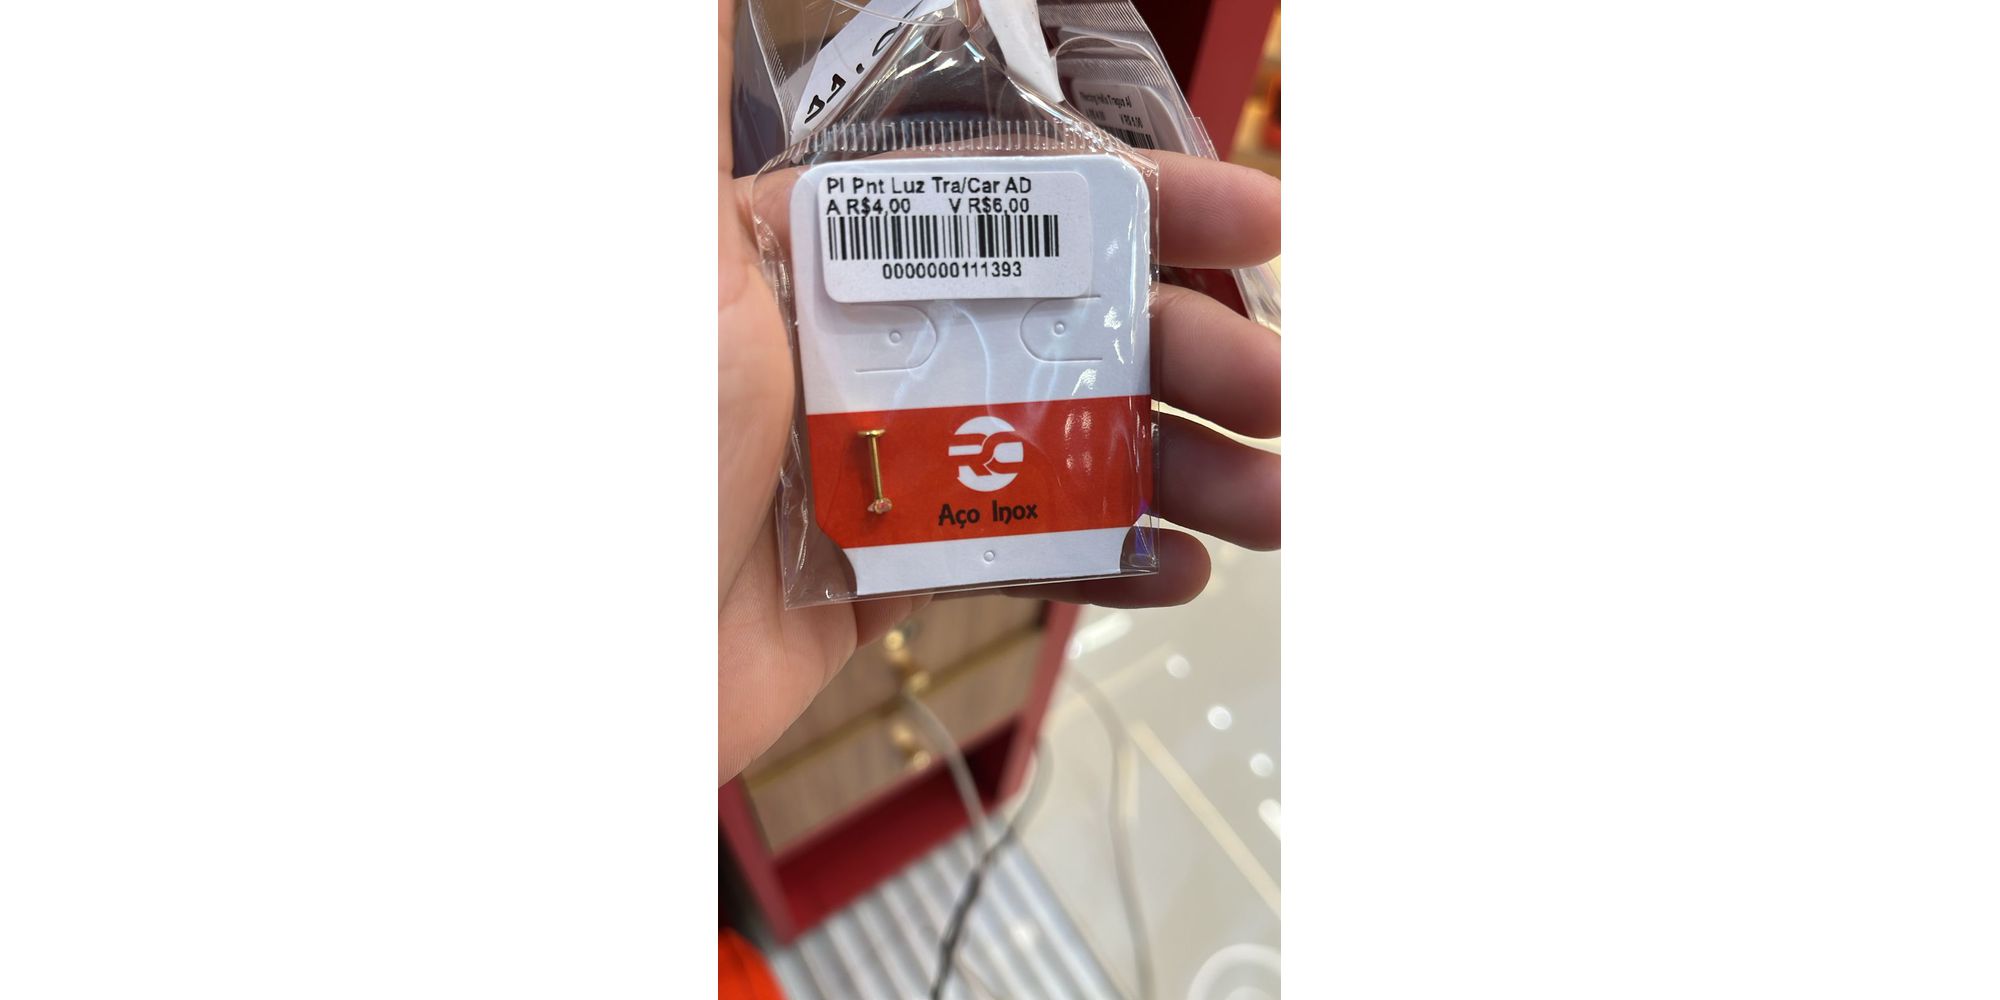 Pl Pnt Luz Tra/Car AD
A R$4,00 V R$6,00
0000000111393
Aço Inox